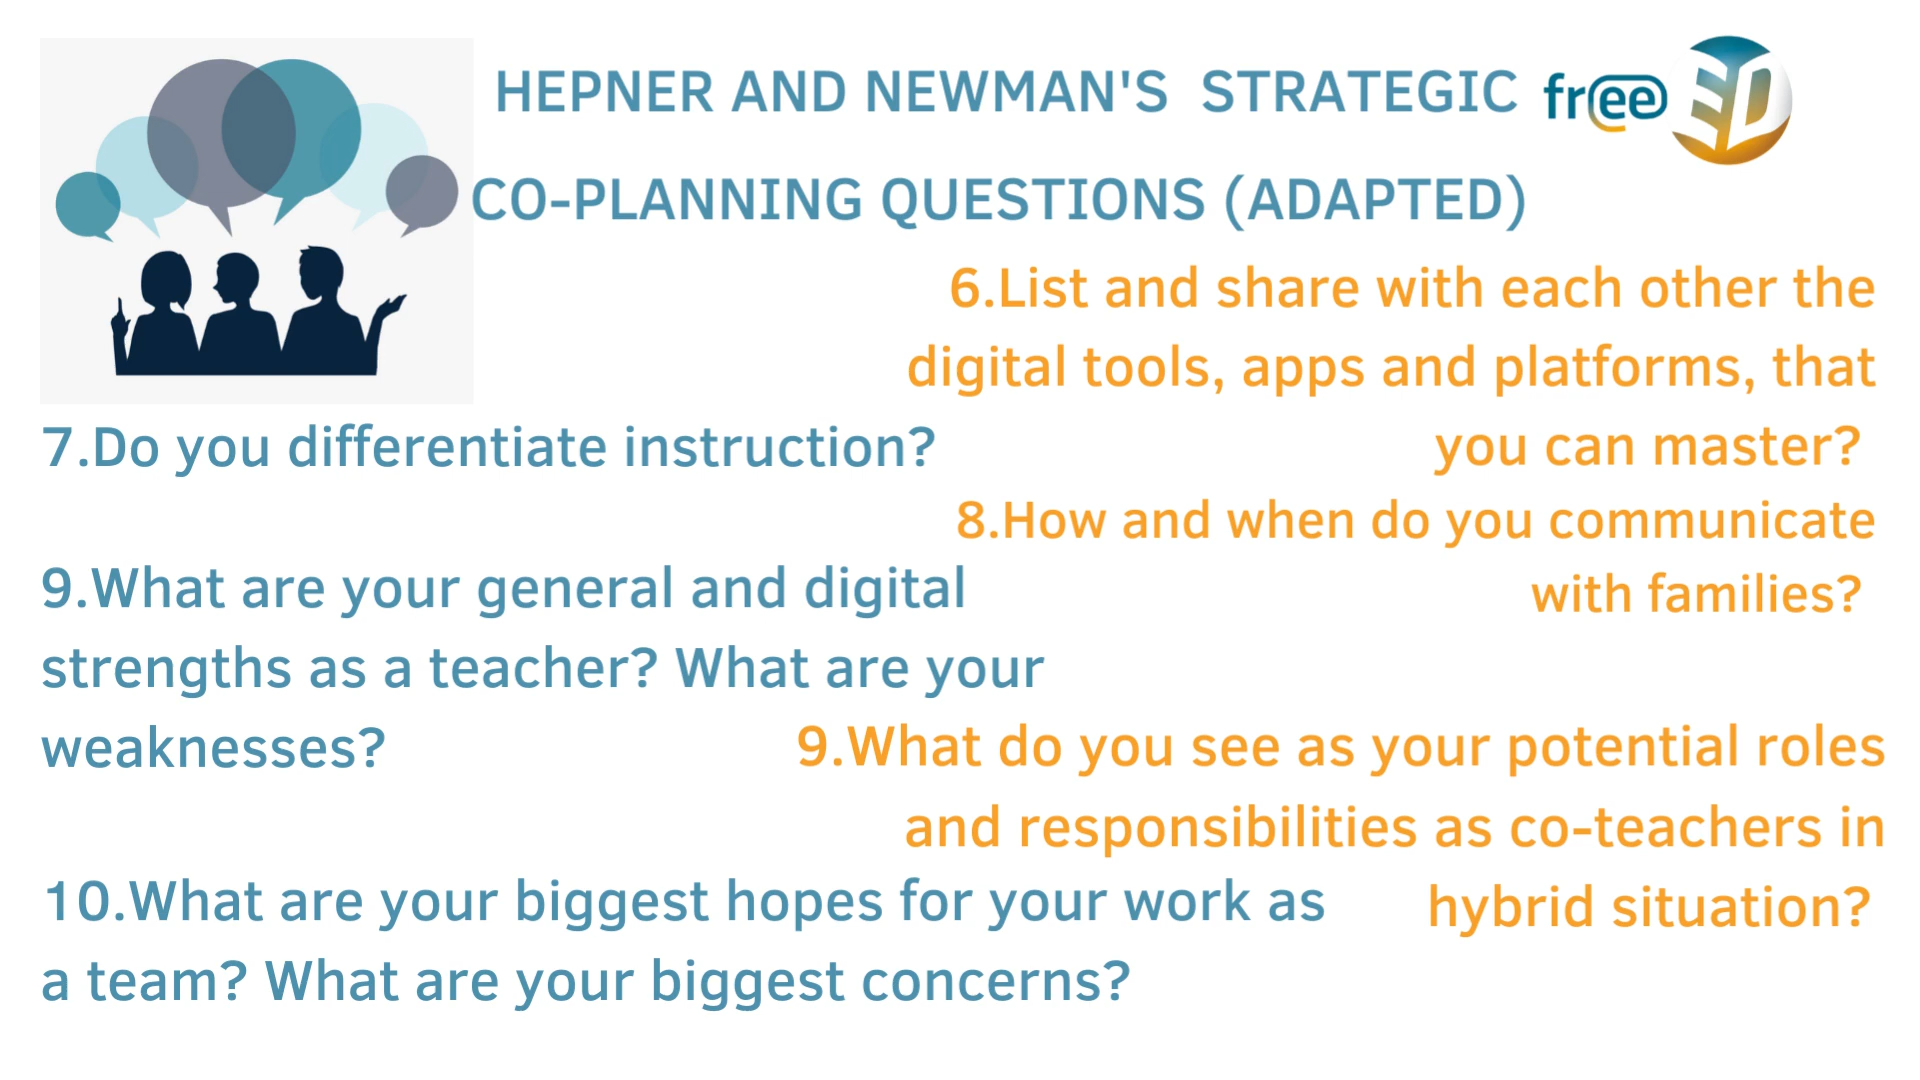 HEPNER AND NEWMAN'S STRATEGIC
CO-PLANNING QUESTIONS (ADAPTED)
fr@ee
3D
6.List and share with each other the
digital tools, apps and platforms, that
you can master?
7.Do you differentiate instruction?
8.How and when do you communicate
with families?
9.What are your general and digital
strengths as a teacher? What are your
weaknesses?
9.What do you see as your potential roles
and responsibilities as co-teachers in
hybrid situation?
10.What are your biggest hopes for your work as
a team? What are your biggest concerns?